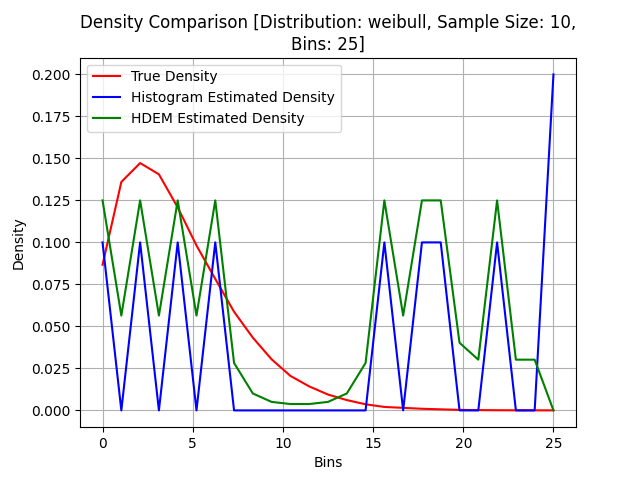 Density Comparison [Distribution: weibull, Sample Size: 10,
Bins: 25]
True Density
Histogram Estimated Density
HDEM Estimated Density
0.200
0.175
0.150
0.125
0.100
0.075
0.050
0.025
0.000
Density
0 5 10 15 20 25
Bins